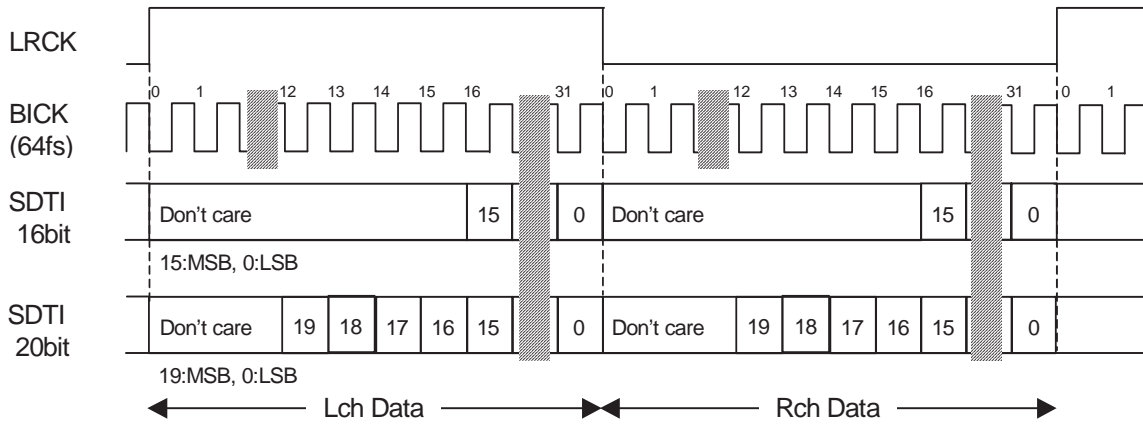 LRCK
0 1 12 13 14 15 16 31 0 1 12 13 14 15 16 31 0 1
BICK
(64fs)
SDTI
16bit
Don't care 15 0 Don't care 15 0
15:MSB, 0:LSB
SDTI
20bit
Don't care 19 18 17 16 15 0 Don't care 19 18 17 16 15 0
19:MSB, 0:LSB
Lch Data Rch Data